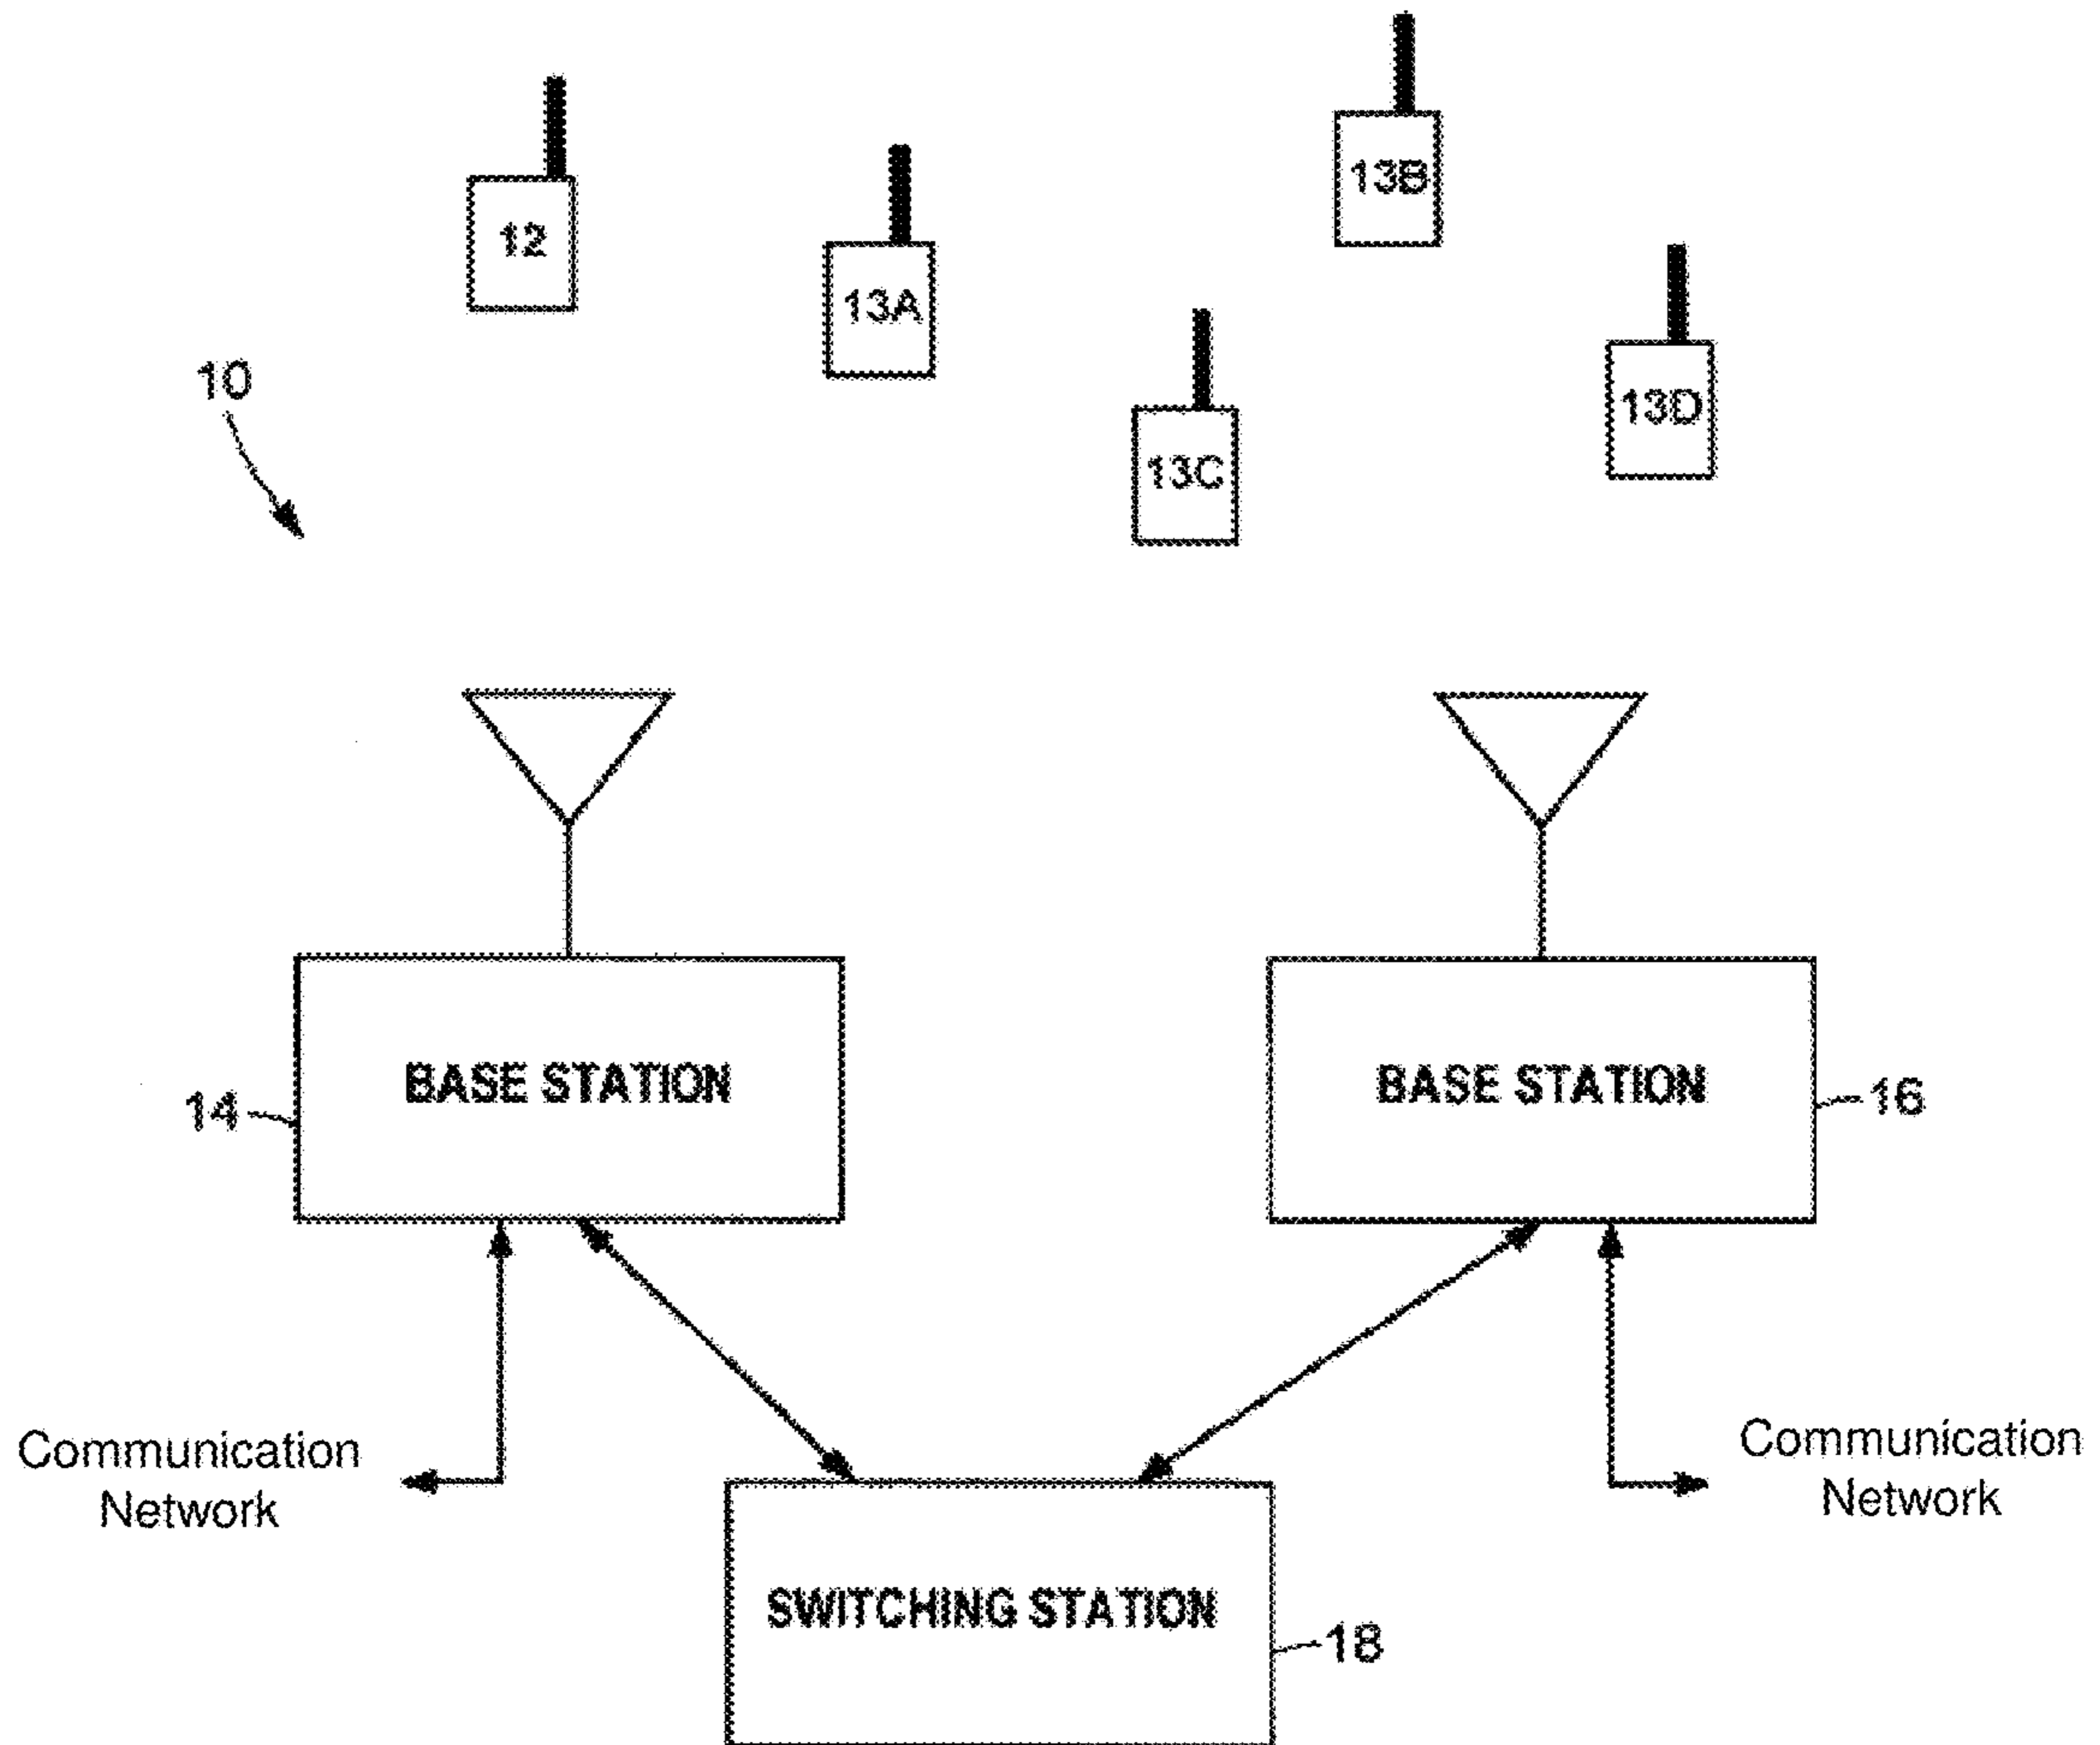 13B
12
13A
10
13D
13C
BASE STATION
BASE STATION
14
16
Communication
Network
Communication
Network
SWITCHING STATION
18